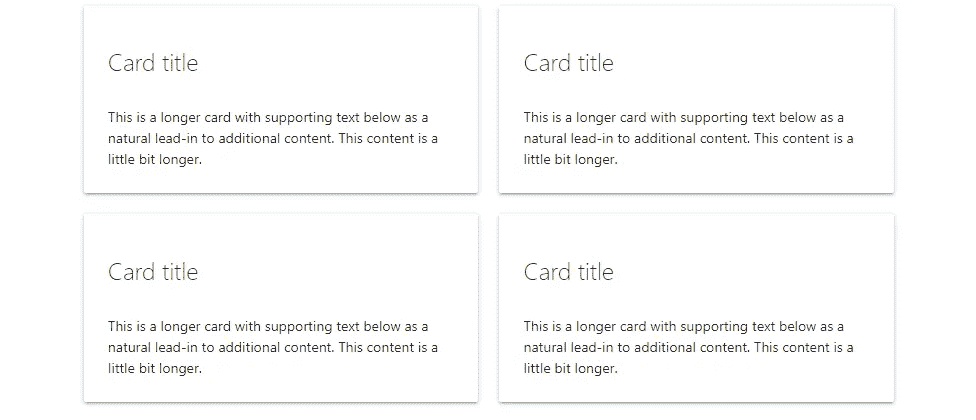 Card title
This is a longer card with supporting text below as a
natural lead-in to additional content. This content is a
little bit longer.
Card title
This is a longer card with supporting text below as a
natural lead-in to additional content. This content is a
little bit longer.
Card title
This is a longer card with supporting text below as a
natural lead-in to additional content. This content is a
little bit longer.
Card title
This is a longer card with supporting text below as a
natural lead-in to additional content. This content is a
little bit longer.